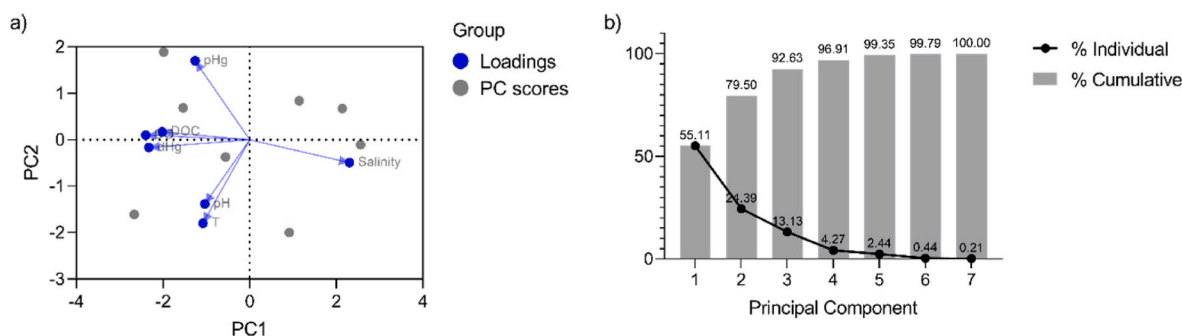 a)
Group
Loadings
PC scores
2
1
0
-1
-2
-3
PC2
pHg
DOC
dHg
Salinity
pH
T
-4
-2
0
2
4
PC1
b)
100
50
0
55.11
79.50
92.63
96.91
99.35
99.79
100.00
24.39
13.13
4.27
2.44
0.44
0.21
1
2
3
4
5
6
7
Principal Component
% Individual
% Cumulative